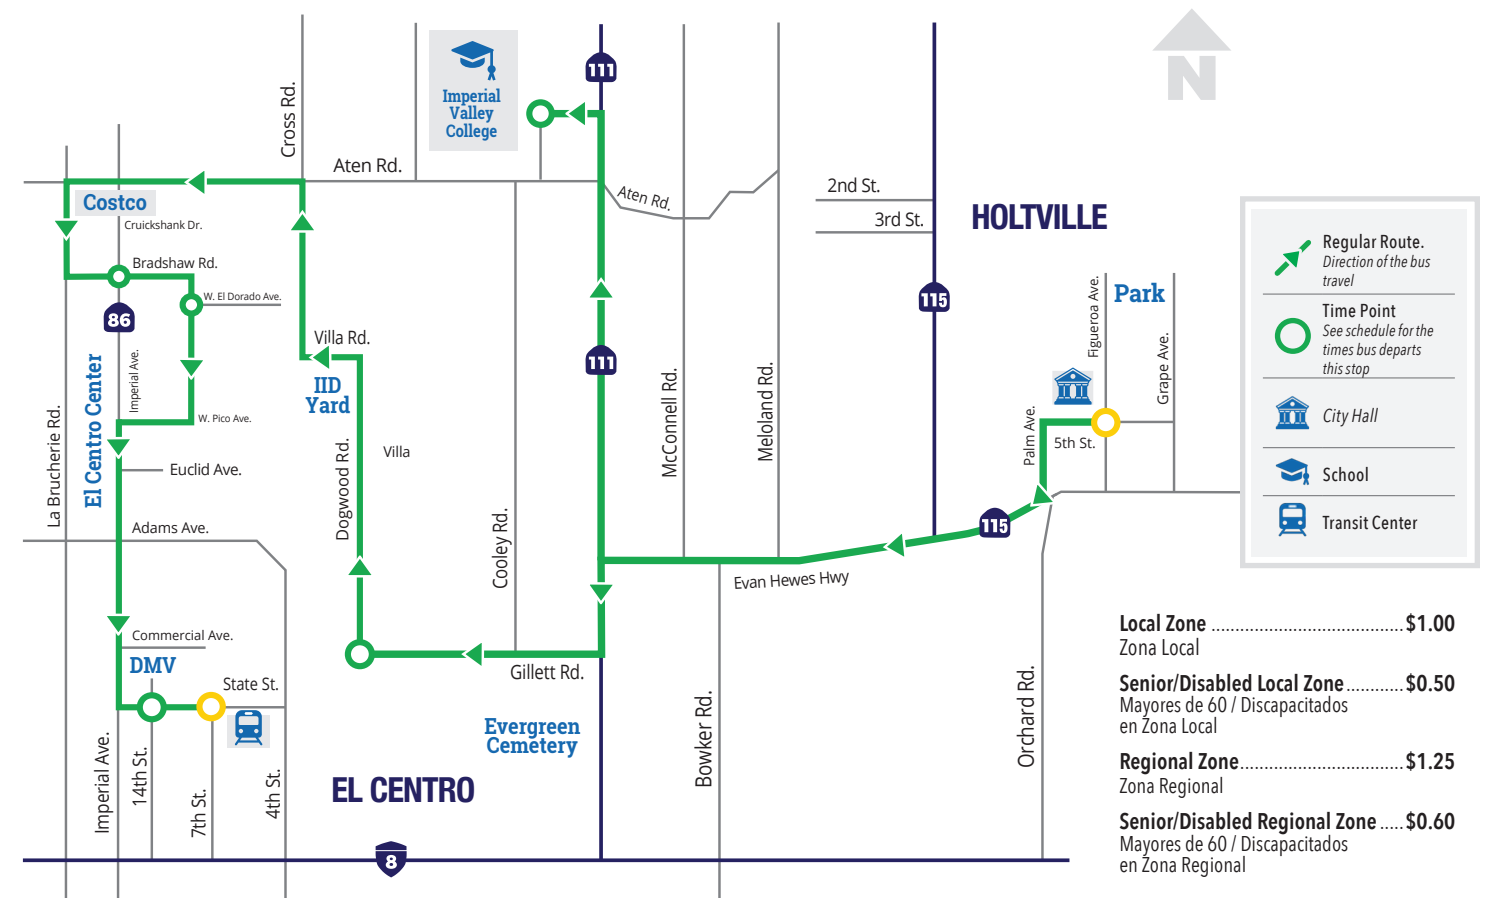 N
Cross Rd.
Imperial
Valley
College
111
Aten Rd.
Aten Rd.
2nd St.
3rd St.
HOLTVILLE
Costco
Cruickshank Dr.
Bradshaw Rd.
W. El Dorado Ave.
86
115
Park
Figueroa Ave.
Grape Ave.
Villa Rd.
IID
Yard
111
El Centro Center
Imperial Ave.
W. Pico Ave.
La Brucherie Rd.
Euclid Ave.
Villa
Dogwood Rd.
McConnell Rd.
Meloland Rd.
Palm Ave.
5th St.
Adams Ave.
Cooley Rd.
115
Evan Hewes Hwy
Commercial Ave.
DMV
State St.
Gillett Rd.
Evergreen
Cemetery
Imperial Ave.
14th St.
7th St.
4th St.
EL CENTRO
Bowker Rd.
Orchard Rd.
8
Regular Route.
Direction of the bus
travel
Time Point
See schedule for the
times bus departs
this stop
City Hall
School
Transit Center
Local Zone ........................................ $1.00
Zona Local
Senior/Disabled Local Zone ............ $0.50
Mayores de 60 / Discapacitados
en Zona Local
Regional Zone.................................. $1.25
Zona Regional
Senior/Disabled Regional Zone ..... $0.60
Mayores de 60 / Discapacitados
en Zona Regional